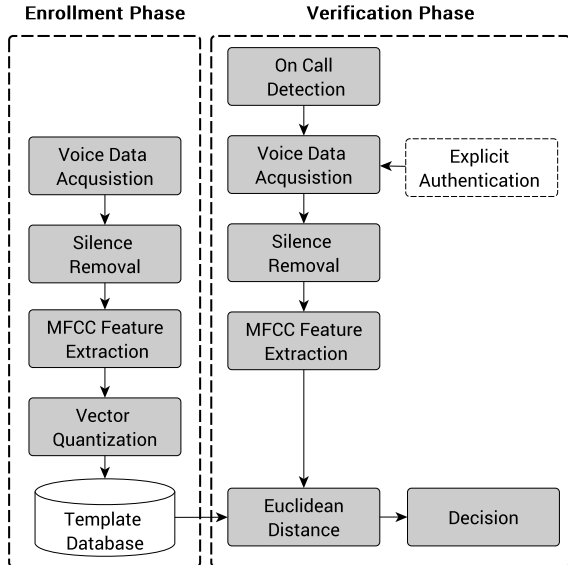 Enrollment Phase
Voice Data
Acqusistion
Silence
Removal
MFCC Feature
Extraction
Vector
Quantization
Template
Database
Verification Phase
On Call
Detection
Voice Data
Acqusistion
Explicit
Authentication
Silence
Removal
MFCC Feature
Extraction
Euclidean
Distance
Decision